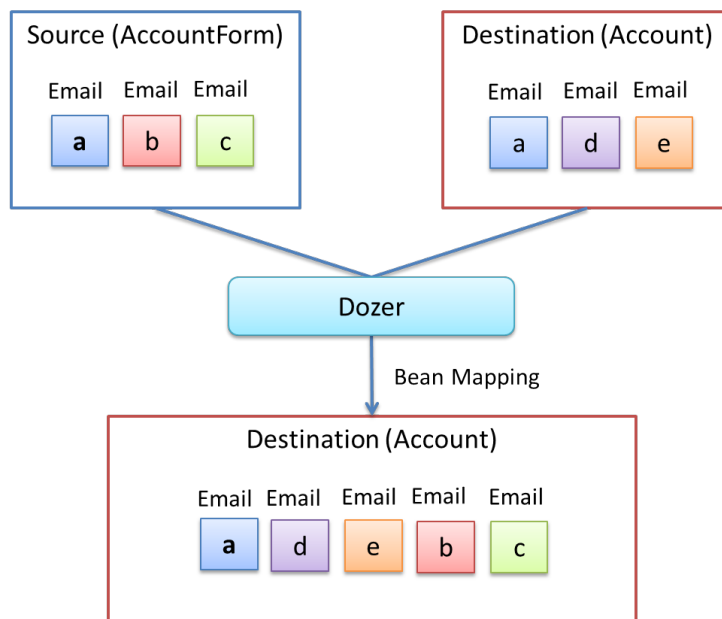 Source (AccountForm)
Email Email Email
a b c
Destination (Account)
Email Email Email
a d e
Dozer
Bean Mapping
Destination (Account)
Email Email Email Email Email
a d e b c